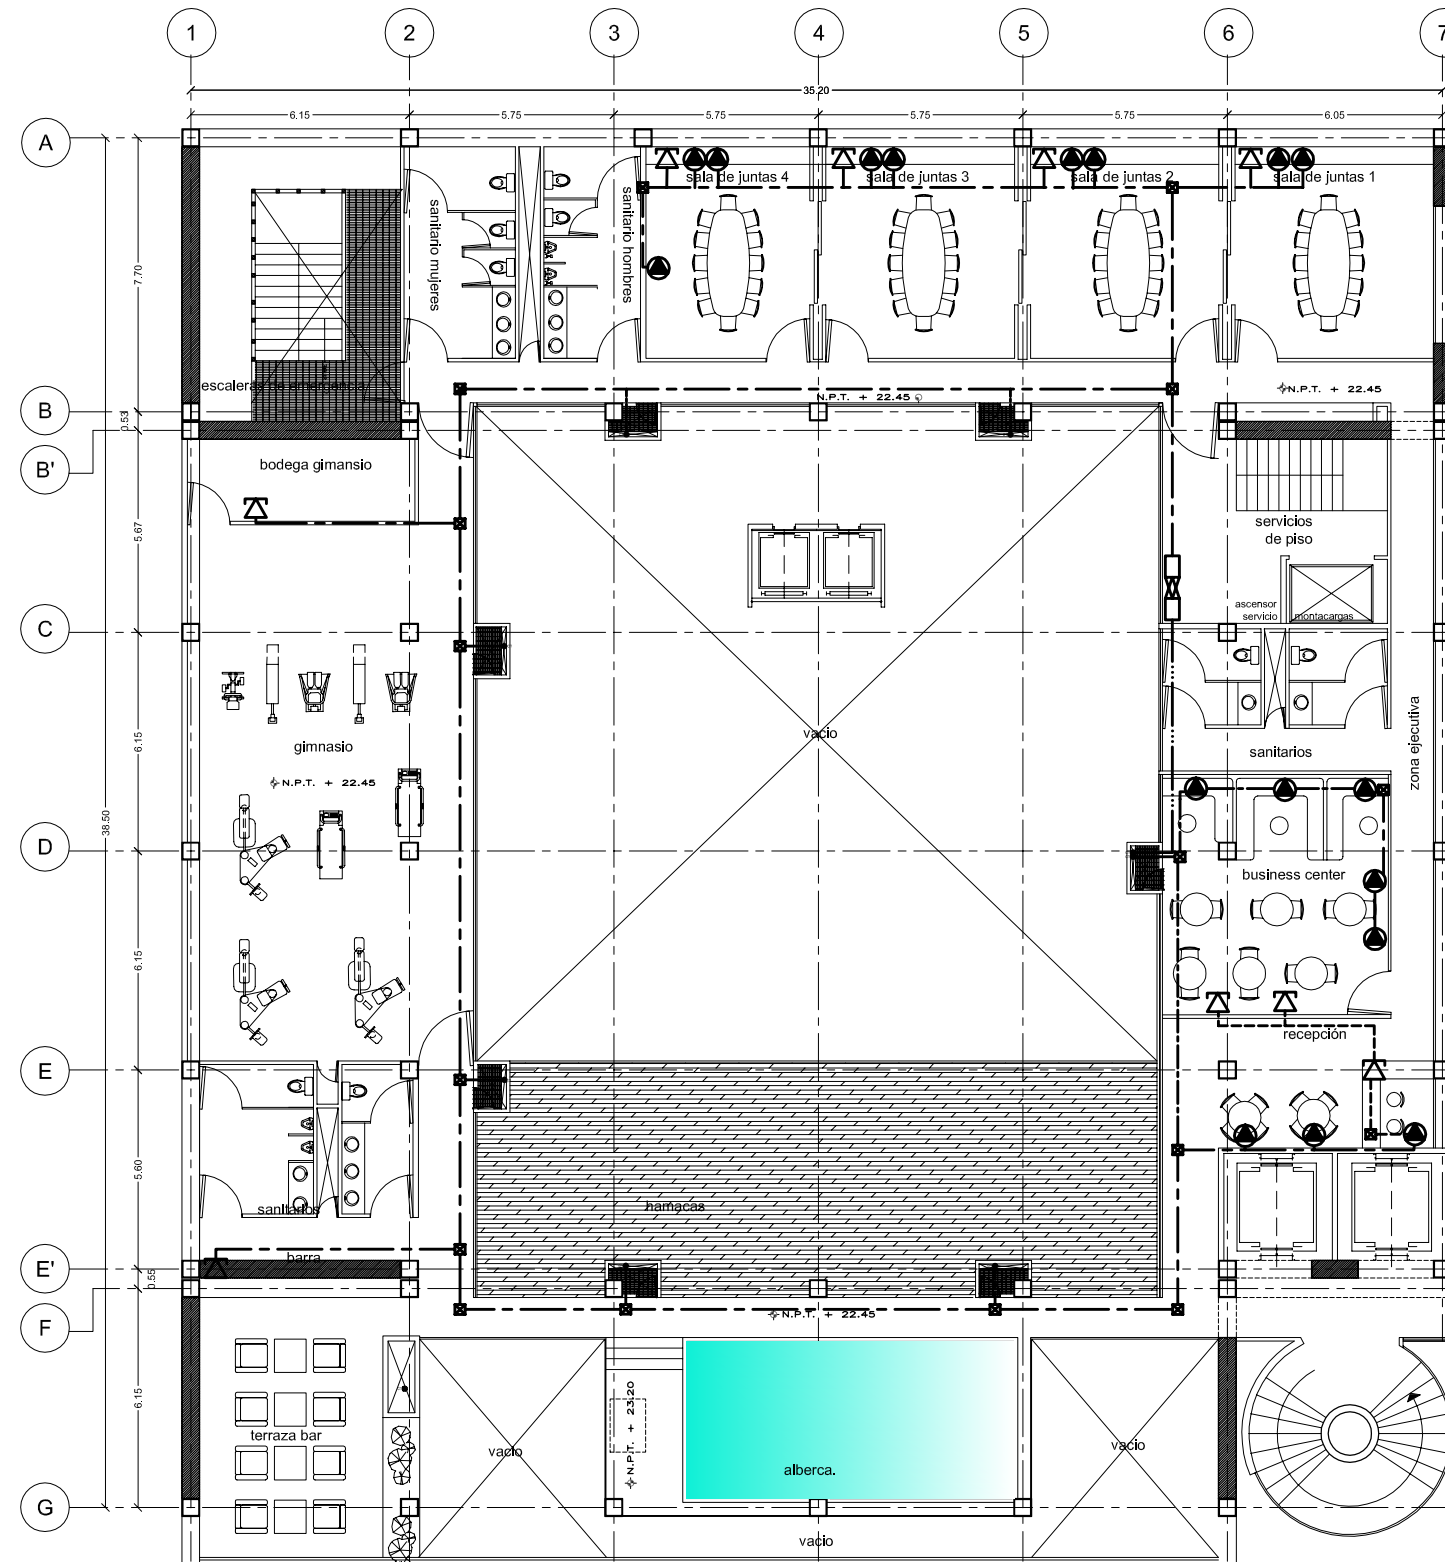 1
2
3
4
5
6
7
35.20
6.15
5.75
5.75
5.75
5.75
6.05
A
B
B'
C
D
E
E'
F
G
7.70
0.53
5.67
6.15
38.50
6.15
5.60
0.55
6.15
sala de juntas 4
sala de juntas 3
sala de juntas 2
sala de juntas 1
sanitario mujeres
sanitario hombres
escaleras de emergencia
N.P.T. + 22.45
N.P.T. + 22.45
bodega gimansio
servicios
de piso
ascensor
servicio
montacargas
zona ejecutiva
gimnasio
vacio
sanitarios
N.P.T. + 22.45
business center
recepción
hamacas
sanitarios
barra
N.P.T. + 22.45
N.P.T. + 23.20
terraza bar
vacio
vacio
alberca.
vacio